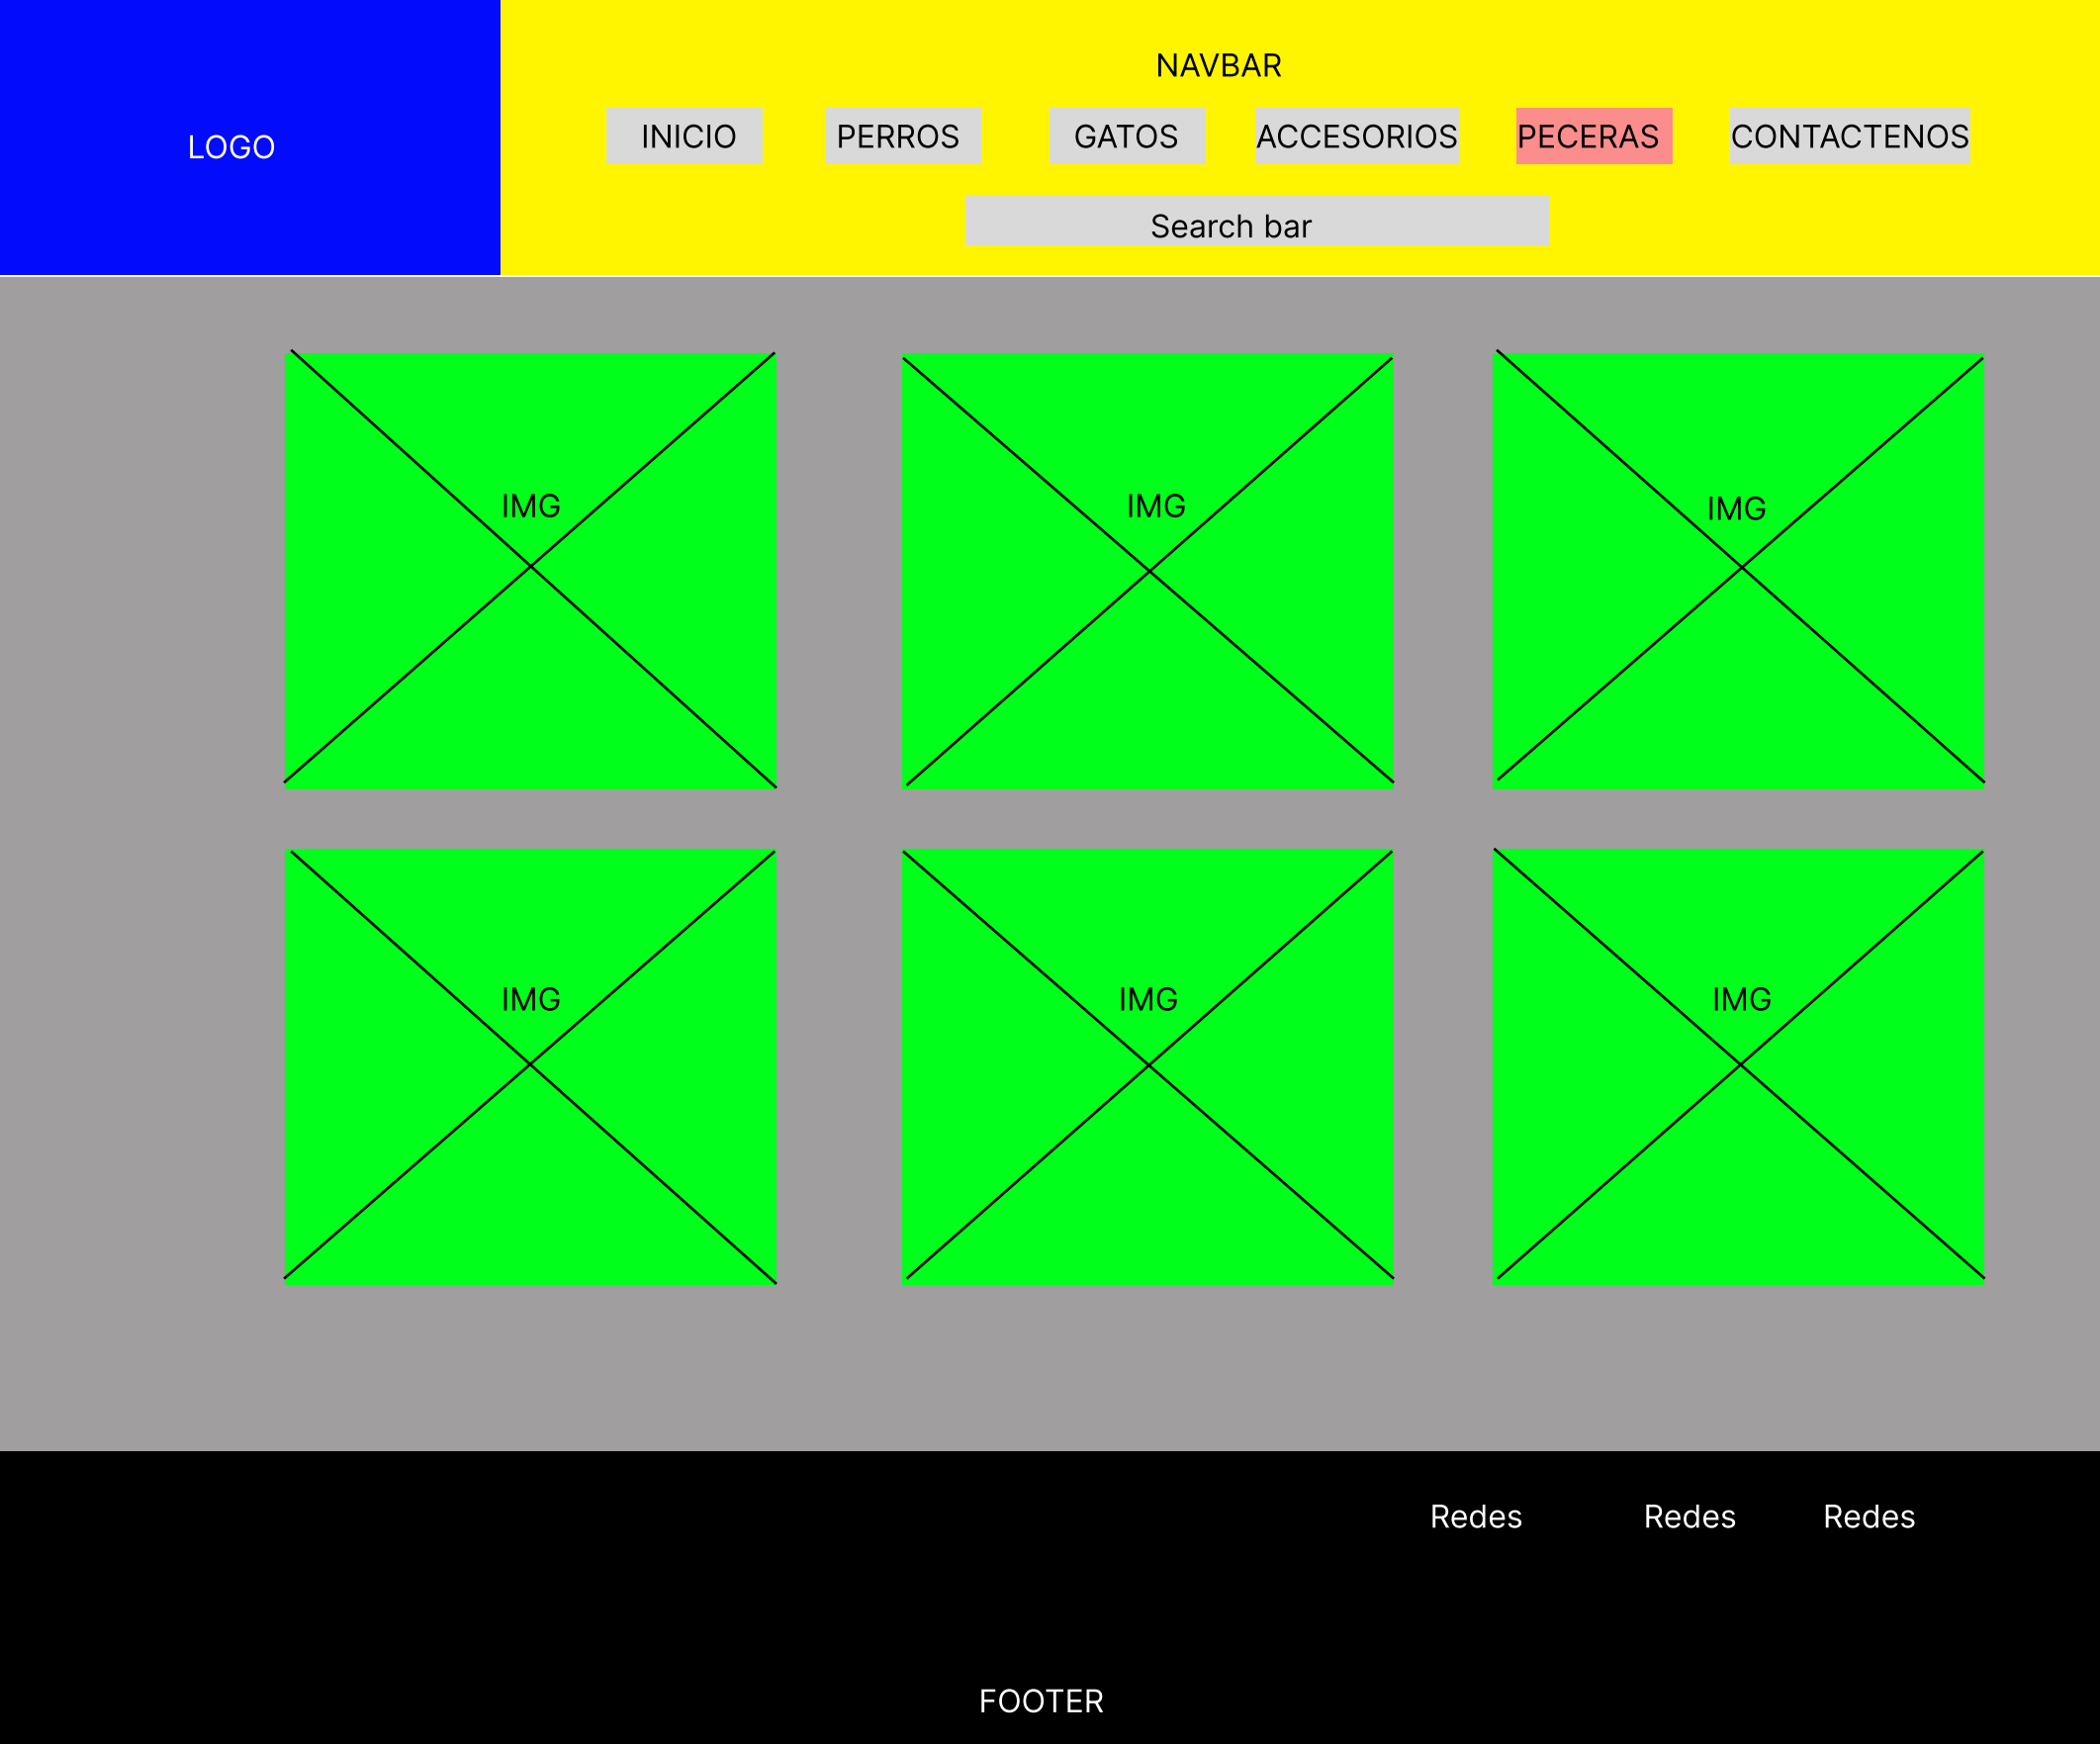 NAVBAR
LOGO
INICIO PERROS GATOS ACCESORIOS PECERAS CONTACTENOS
Search bar
IMG IMG IMG
IMG IMG IMG
Redes Redes Redes
FOOTER